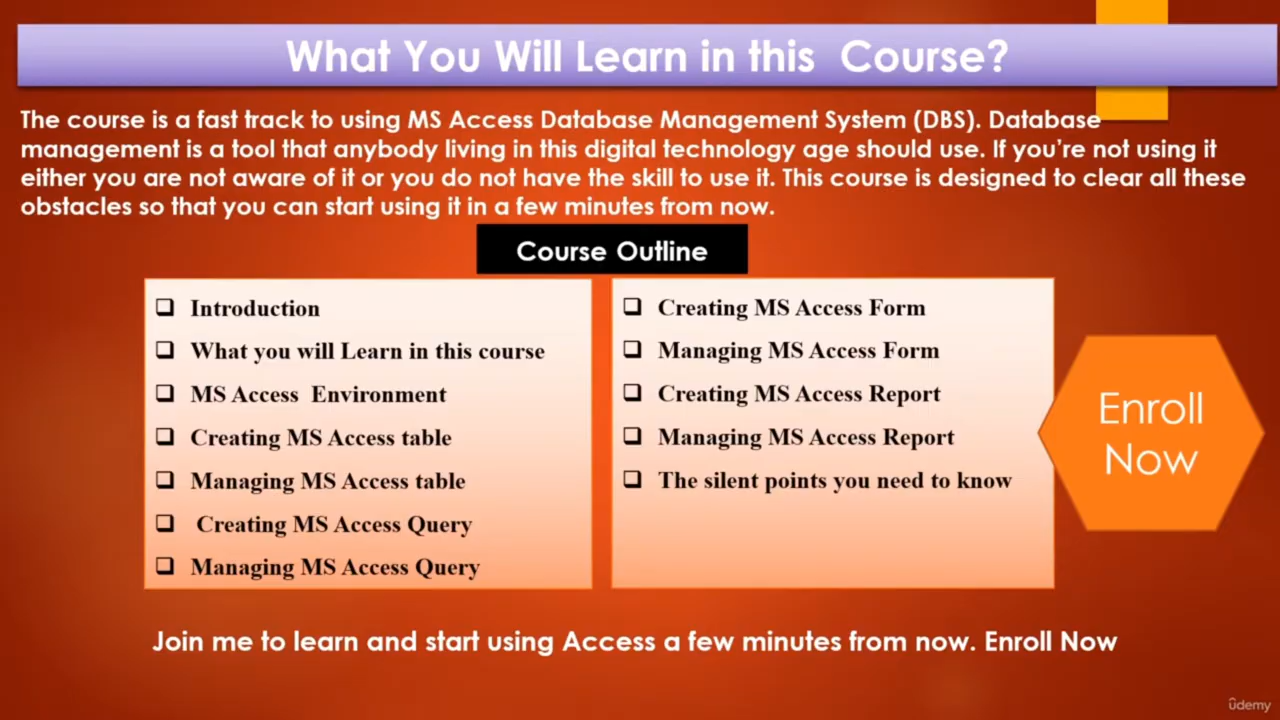 What You Will Learn in this Course?
The course is a fast track to using MS Access Database Management System (DBS). Database
management is a tool that anybody living in this digital technology age should use. If you're not using it
either you are not aware of it or you do not have the skill to use it. This course is designed to clear all these
obstacles so that you can start using it in a few minutes from now.
Course Outline
Introduction
What you will Learn in this course
MS Access Environment
Creating MS Access table
Managing MS Access table
Creating MS Access Query
Managing MS Access Query
Creating MS Access Form
Managing MS Access Form
Creating MS Access Report
Managing MS Access Report
The silent points you need to know
Enroll
Now
Join me to learn and start using Access a few minutes from now. Enroll Now
udemy